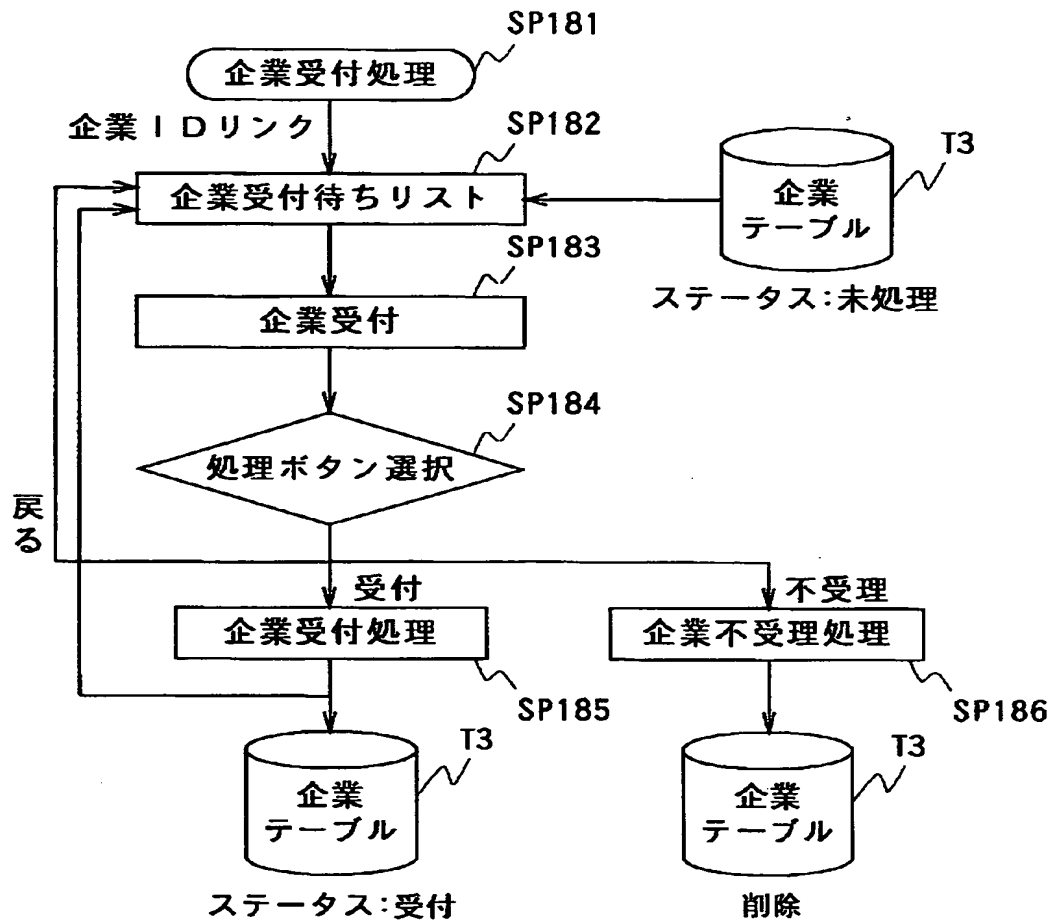 SP181
企業受付処理
企業IDリンク
SP182
企業受付待ちリスト
T3
企業
テーブル
ステータス:未処理
SP183
企業受付
SP184
処理ボタン選択
戻る
受付
不受理
企業受付処理
企業不受理処理
SP185
SP186
T3
企業
テーブル
ステータス:受付
T3
企業
テーブル
削除